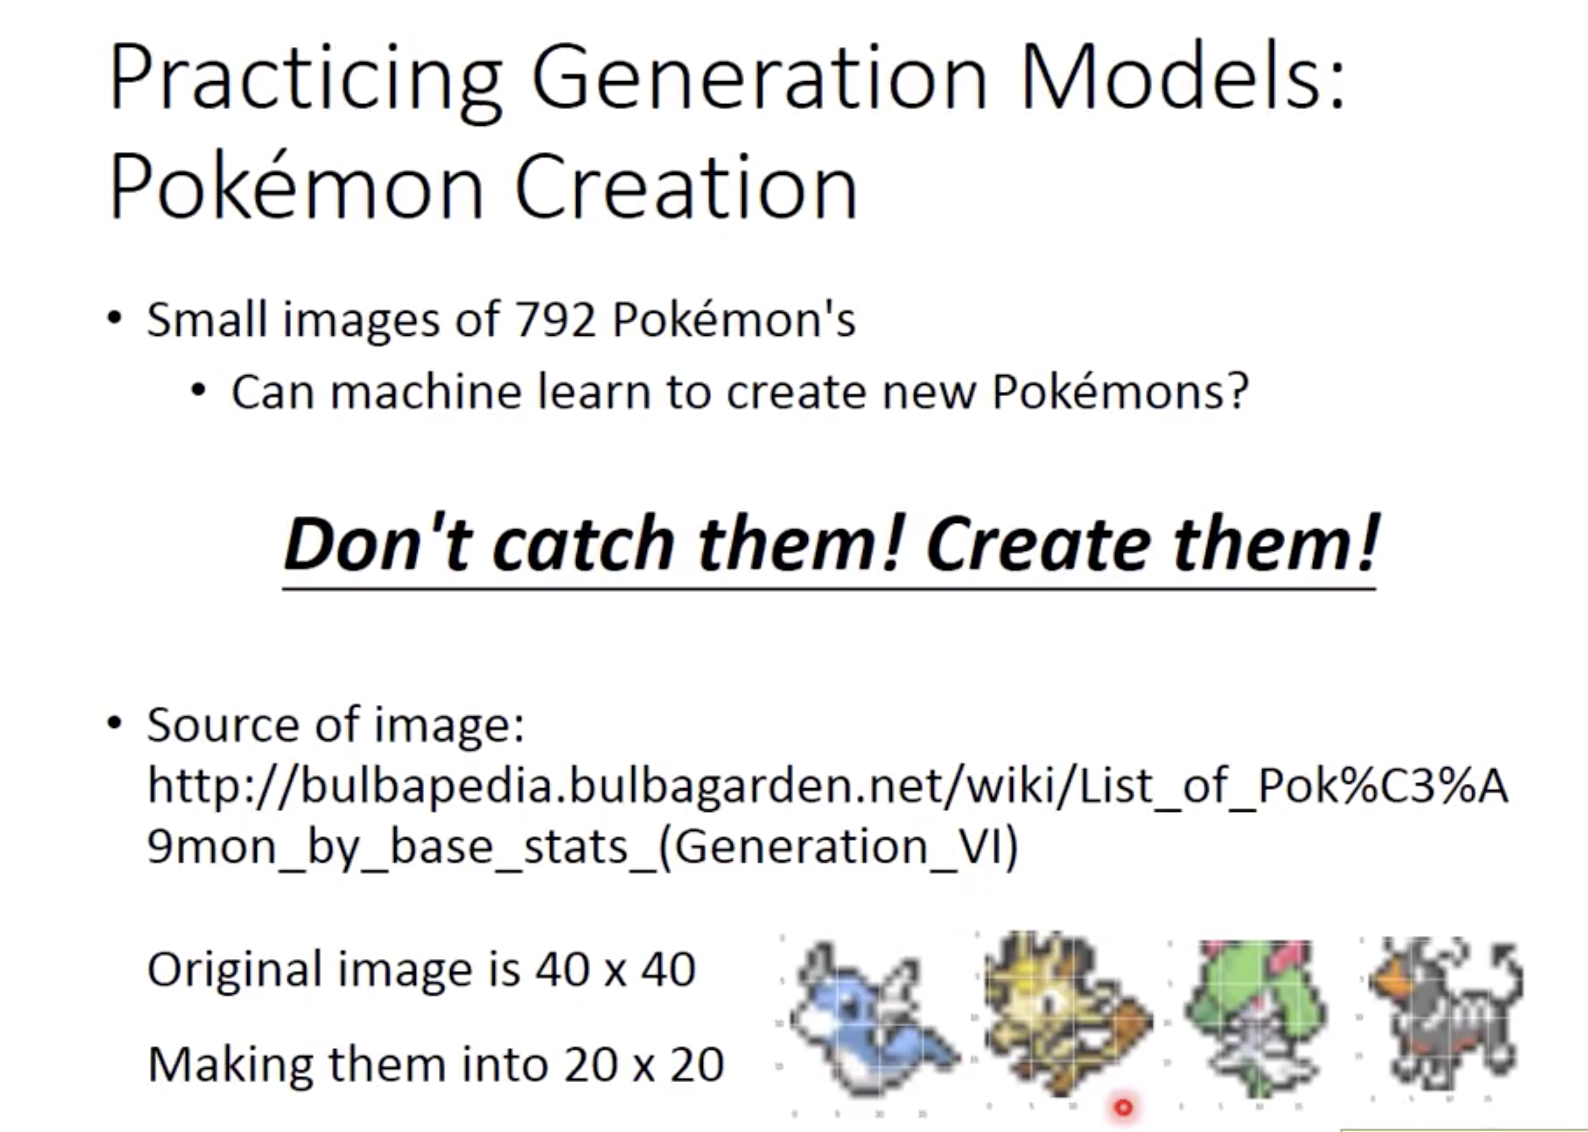 Practicing Generation Models:
Pokémon Creation
• Small images of 792 Pokémon's
• Can machine learn to create new Pokémons?
Don't catch them! Create them!
• Source of image:
http://bulbapedia.bulbagarden.net/wiki/List_of_Pok%C3%A
9mon_by_base_stats_(Generation_VI)
Original image is 40 x 40
Making them into 20 x 20